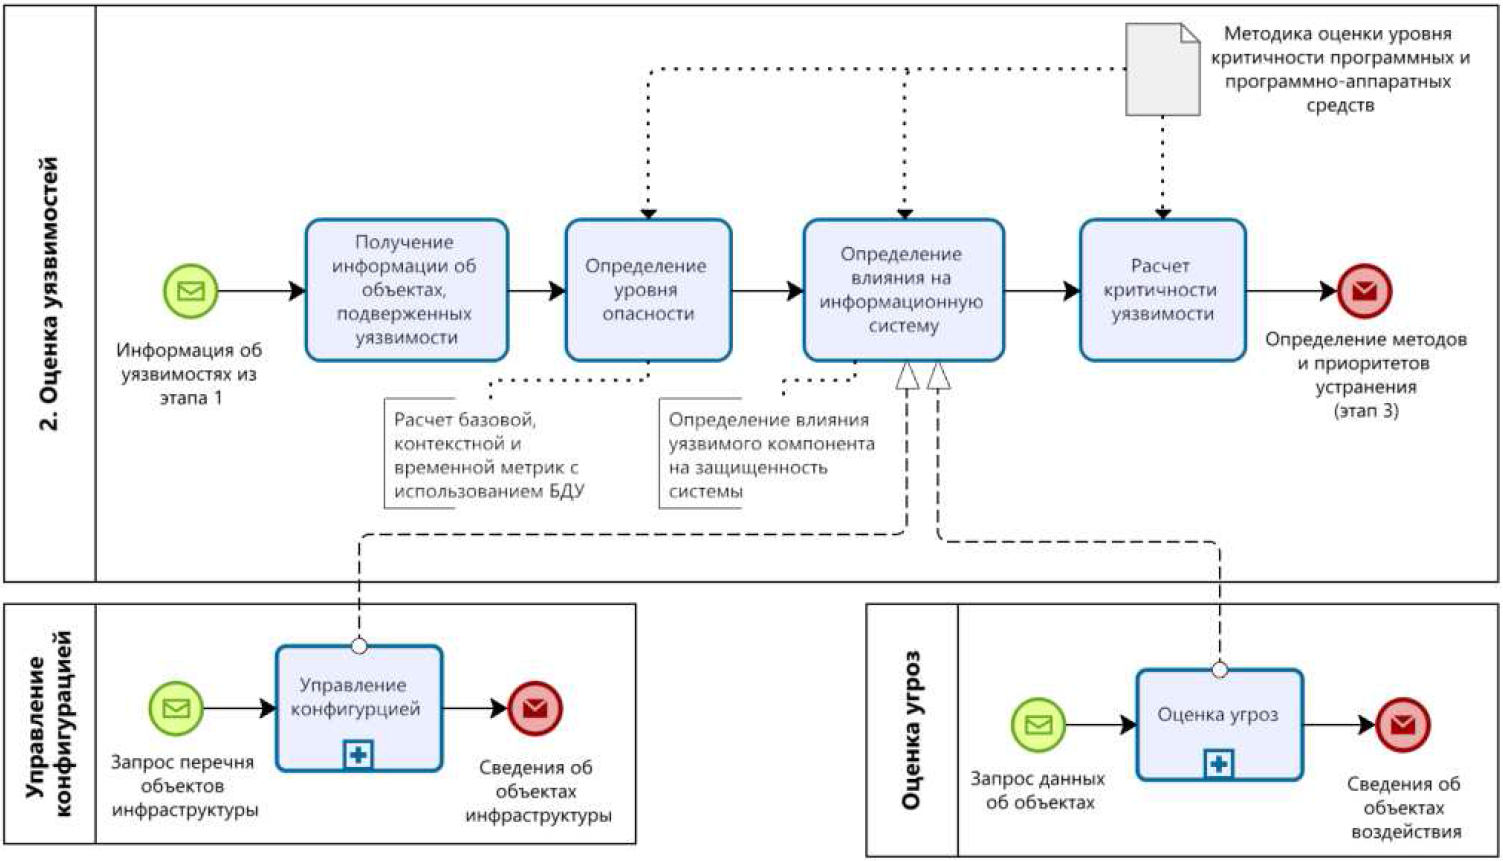 2. Оценка уязвимостей
Методика оценки уровня
критичности программных и
программно-аппаратных
средств
Информация об
уязвимостях из
этапа 1
Получение
информации об
объектах,
подверженных
уязвимости
Определение
уровня
опасности
Определение
влияния на
информационную
систему
Расчет
критичности
уязвимости
Определение методов
и приоритетов
устранения
(этап 3)
Расчет базовой,
контекстной и
временной метрик с
использованием БДУ
Определение влияния
уязвимого компонента
на защищенность
системы
Управление
конфигурацией
Запрос перечня
объектов
инфраструктуры
Управление
конфигурцией
Сведения об
объектах
инфраструктуры
Оценка угроз
Запрос данных
об объектах
Оценка угроз
Сведения об
объектах
воздействия